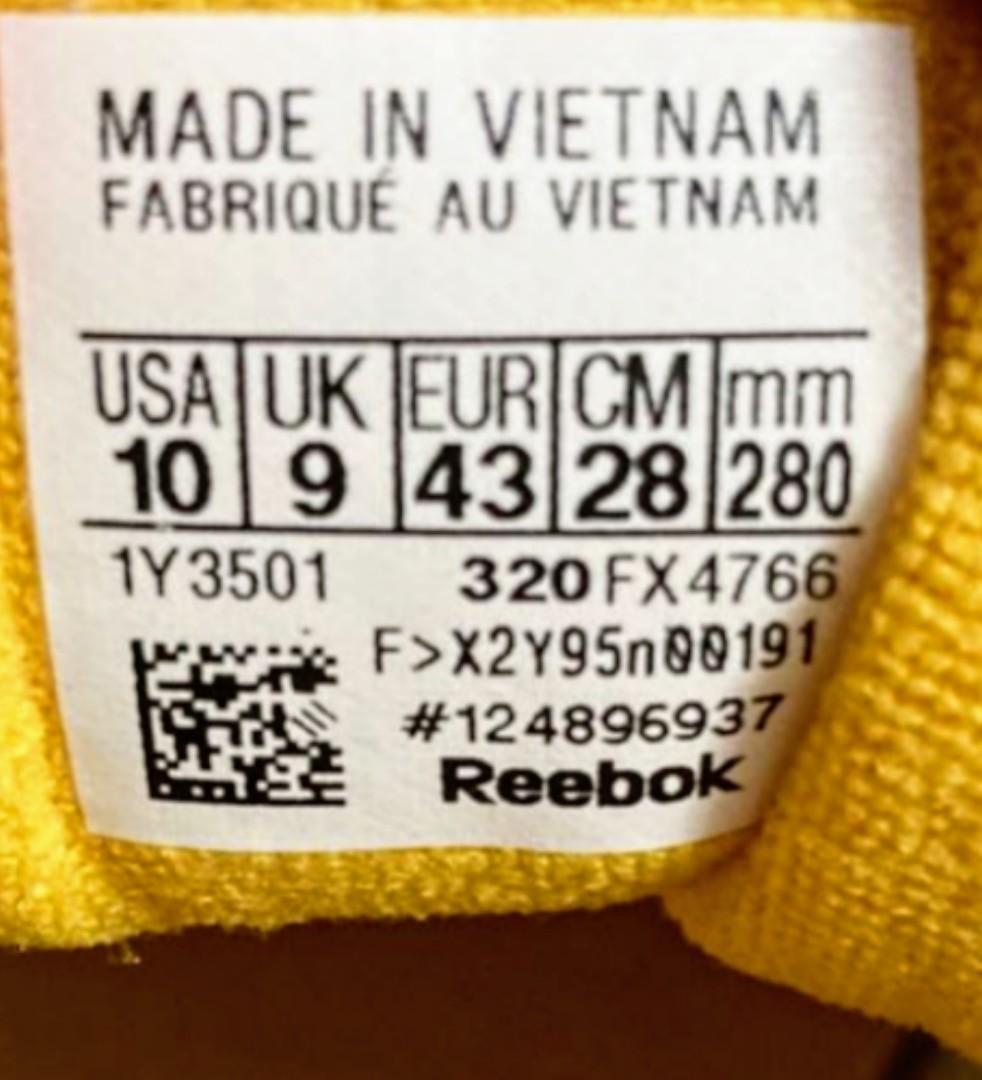 MADE IN VIETNAM
FABRIQUÉ AU VIETNAM
USA UK EUR CM mm
10 9 43 28 280
1Y3501 320 FX4766
F>X2Y95n00191
#124896937
Reebok